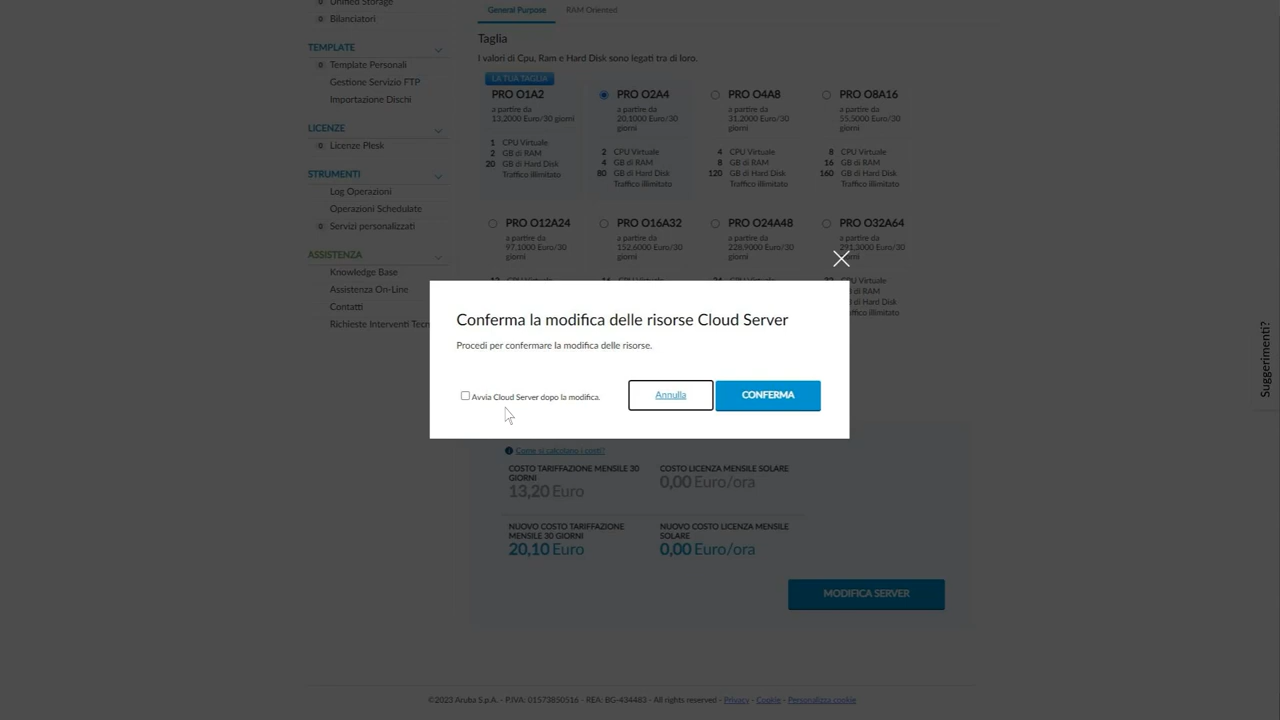 Unified Storage
0 Bilanciatori
TEMPLATE
0 Template Personali
Gestione Servizio FTP
Importazione Dischi
LICENZE
0 Licenze Plesk
STRUMENTI
Log Operazioni
Operazioni Schedulate
0 Servizi personalizzati
ASSISTENZA
Knowledge Base
Assistenza On-Line
Contatti
Richieste Interventi
General Purpose
RAM Oriented
Taglia
I valori di Cpu, Ram e Hard Disk sono legati tra di loro.
LA TUA TAGLIA
PRO O1A2
a partire da
13,2000 Euro/30 giorni
1 CPU Virtuale
2 GB di RAM
20 GB di Hard Disk
Traffico illimitato
PRO O2A4
a partire da
20,1000 Euro/30
giorni
2 CPU Virtuale
4 GB di RAM
80 GB di Hard Disk
Traffico illimitato
PRO O4A8
a partire da
31,2000 Euro/30
giorni
4 CPU Virtuale
8 GB di RAM
120 GB di Hard Disk
Traffico illimitato
PRO O8A16
a partire da
55,5000 Euro/30
giorni
8 CPU Virtuale
16 GB di RAM
160 GB di Hard Disk
Traffico illimitato
PRO O12A24
a partire da
97,1000 Euro/30
giorni
PRO O16A32
a partire da
152,6000 Euro/30
giorni
PRO O24A48
a partire da
228,9000 Euro/30
giorni
PRO O32A64
a partire da
291,3000 Euro/30
giorni
Conferma la modifica delle risorse Cloud Server
Procedi per confermare la modifica delle risorse.
Avvia Cloud Server dopo la modifica.
Annulla
CONFERMA
Suggerimenti?
Come si calcolano i costi?
COSTO TARIFFAZIONE MENSILE 30
GIORNI
13,20 Euro
COSTO LICENZA MENSILE SOLARE
0,00 Euro/ora
NUOVO COSTO TARIFFAZIONE
MENSILE 30 GIORNI
20,10 Euro
NUOVO COSTO LICENZA MENSILE
SOLARE
0,00 Euro/ora
MODIFICA SERVER
©2023 Aruba S.p.A. - P.IVA: 01573850516 - REA: BG-434483 - All rights reserved - Privacy - Cookie - Personalizza cookie